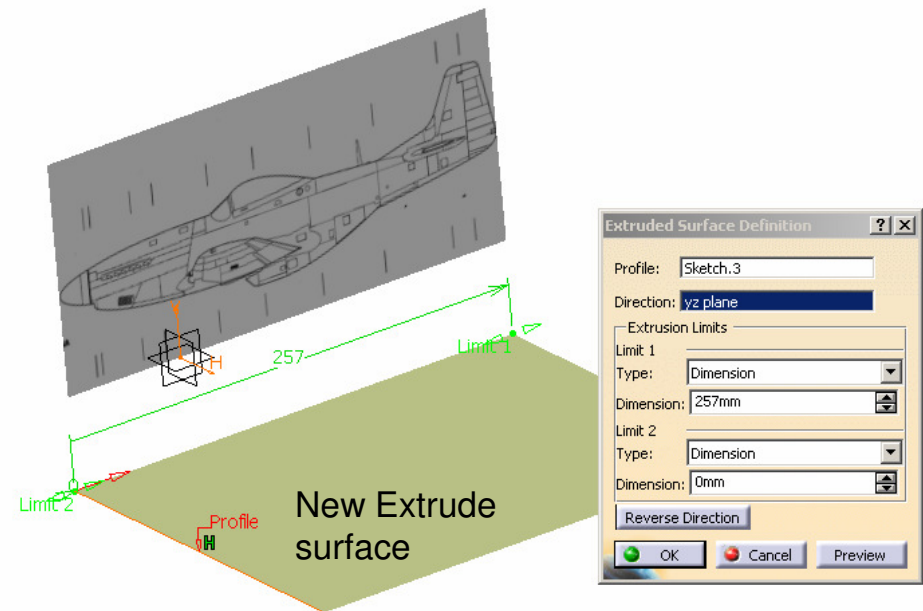 V
H
257
Limit 1
0
Limit 2
Profile
H
New Extrude
surface
Extruded Surface Definition
? X
Profile: Sketch.3
Direction: yz plane
Extrusion Limits
Limit 1
Type: Dimension
Dimension: 257mm
Limit 2
Type: Dimension
Dimension: 0mm
Reverse Direction
OK Cancel Preview